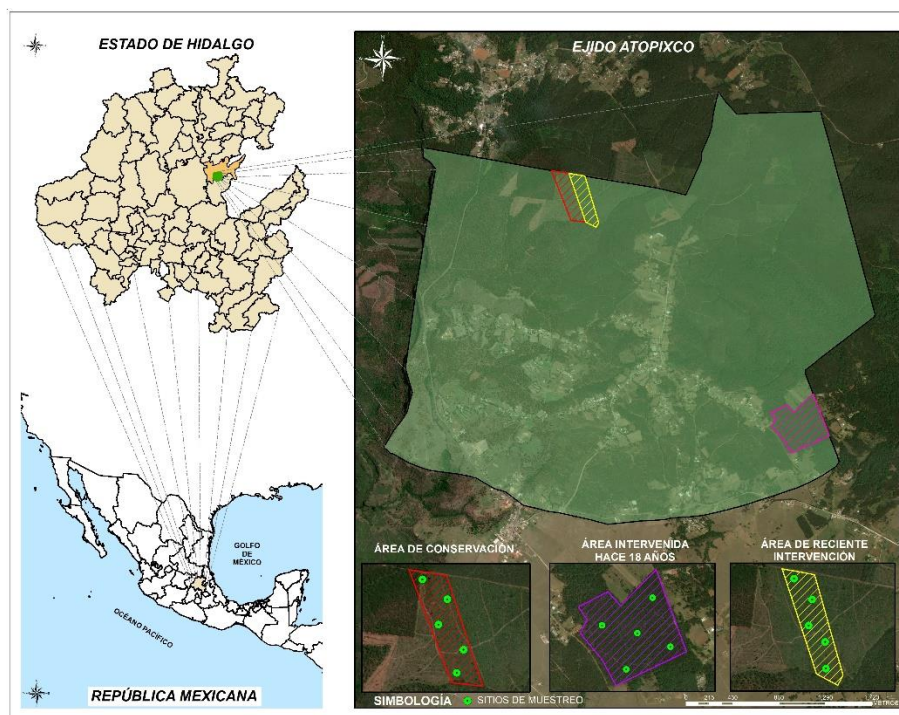 ESTADO DE HIDALGO
EJIDO ATOPIXCO
N
GOLFO
DE
MÉXICO
OCÉANO PACÍFICO
REPÚBLICA MEXICANA
ÁREA DE CONSERVACIÓN
ÁREA INTERVENIDA
HACE 18 AÑOS
ÁREA DE RECIENTE
INTERVENCIÓN
SIMBOLOGÍA
SITIOS DE MUESTREO